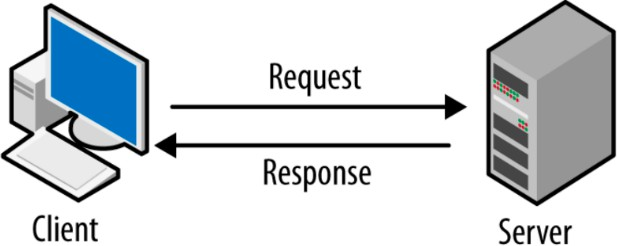 Request
Response
Client
Server